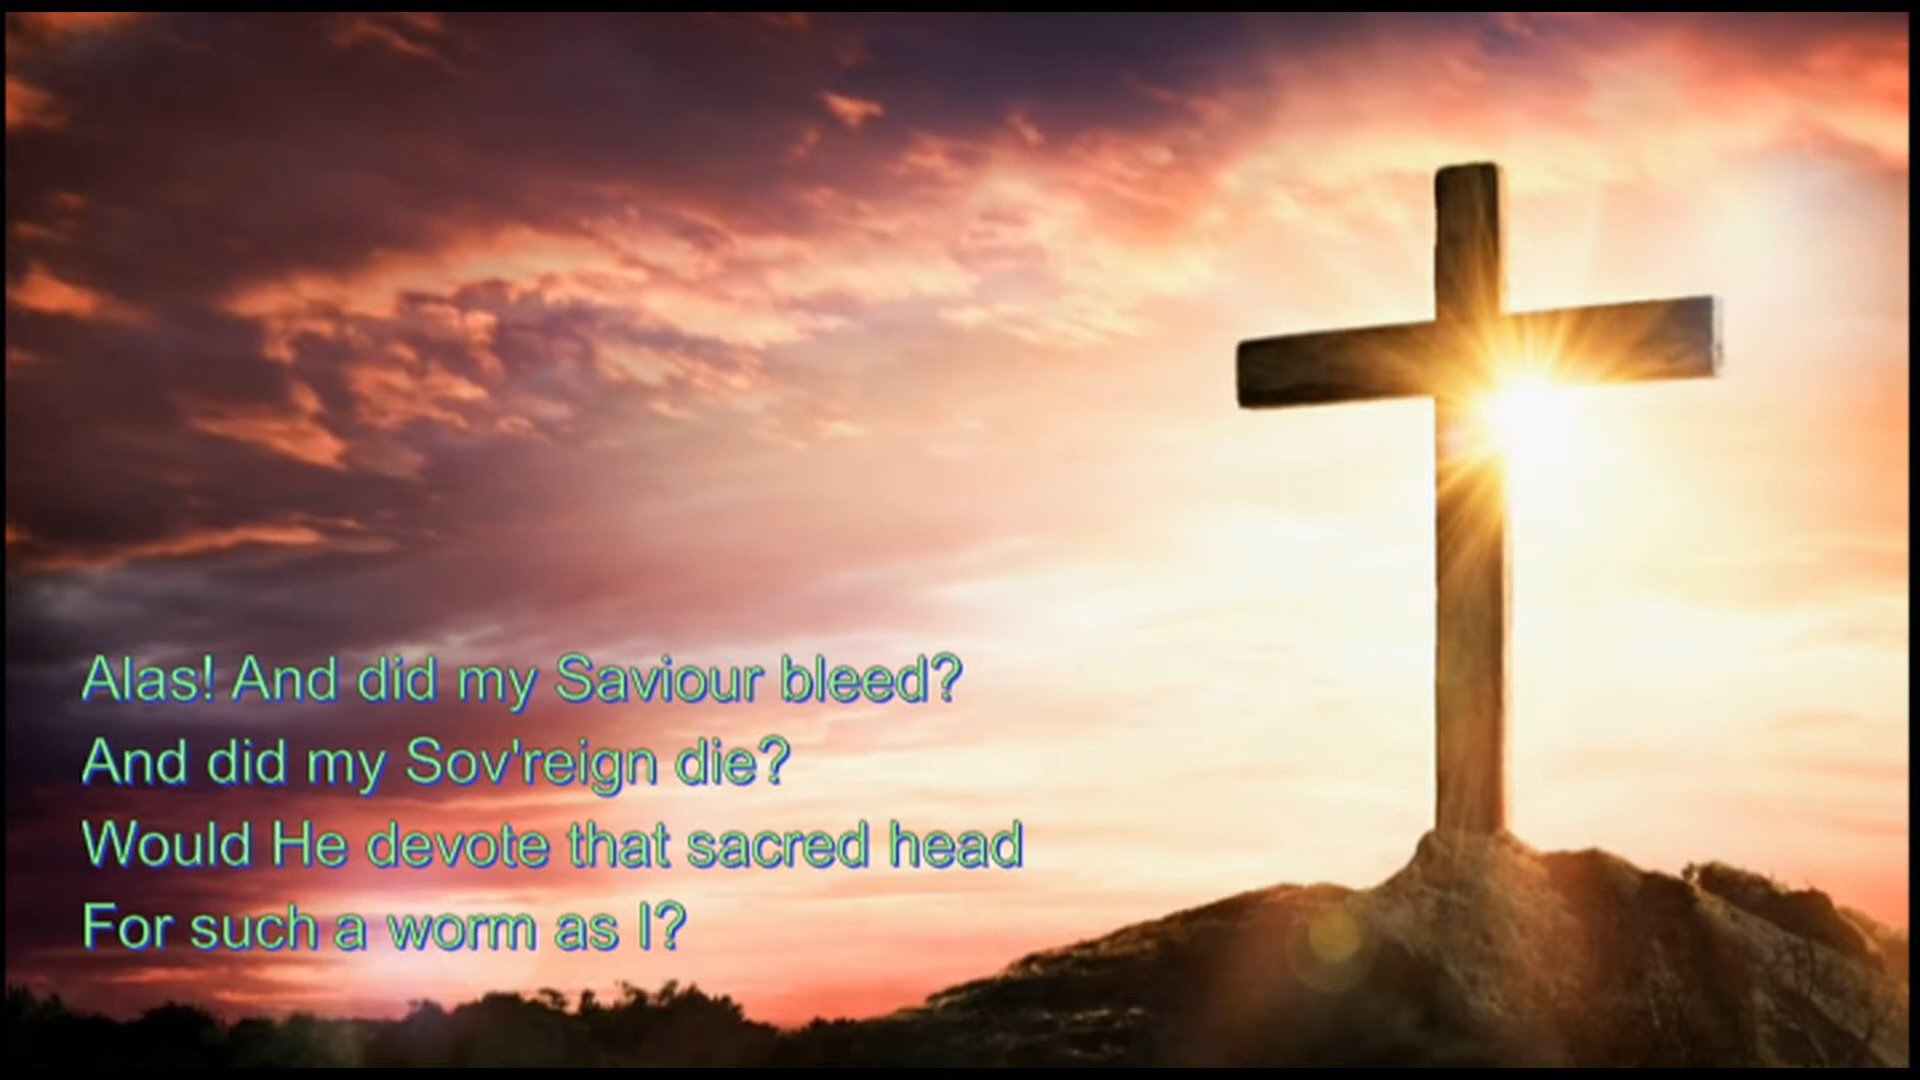 Alas! And did my Saviour bleed?
And did my Sov'reign die?
Would He devote that sacred head
For such a worm as I?